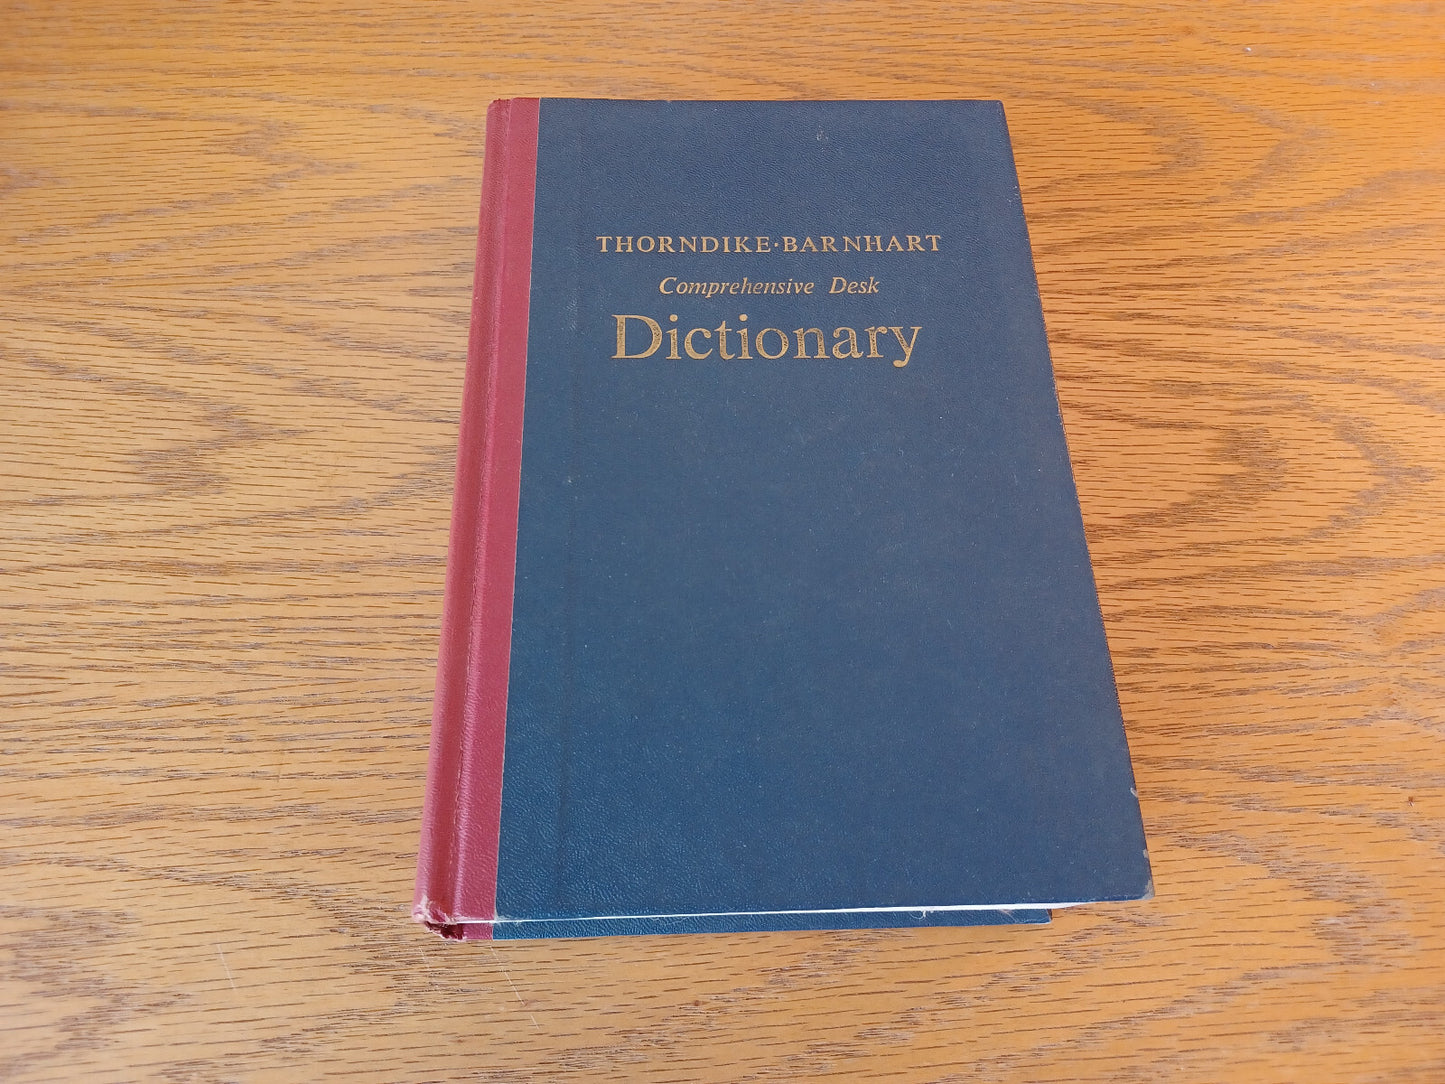 THORNDIKE·BARNHART
Comprehensive Desk
Dictionary